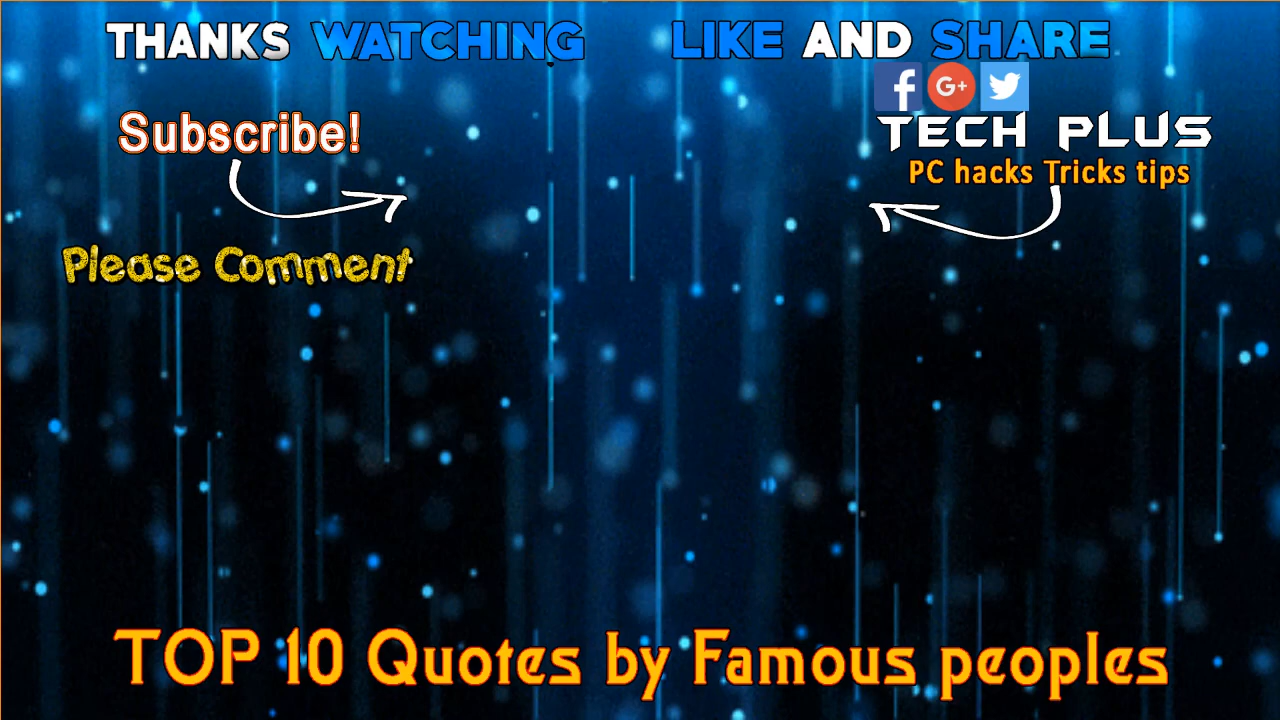 THANKS WATCHING LIKE AND SHARE
f G+
Subscribe!
TECH PLUS
PC hacks Tricks tips
Please Comment
TOP 10 Quotes by Famous peoples